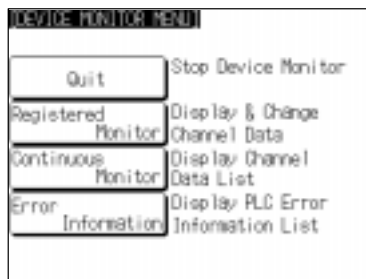 [DEVICE MONITOR MENU]
Quit
Stop Device Monitor
Registered
Monitor
Display & Change
Channel Data
Continuous
Monitor
Display Channel
Data List
Error
Information
Display PLC Error
Information List